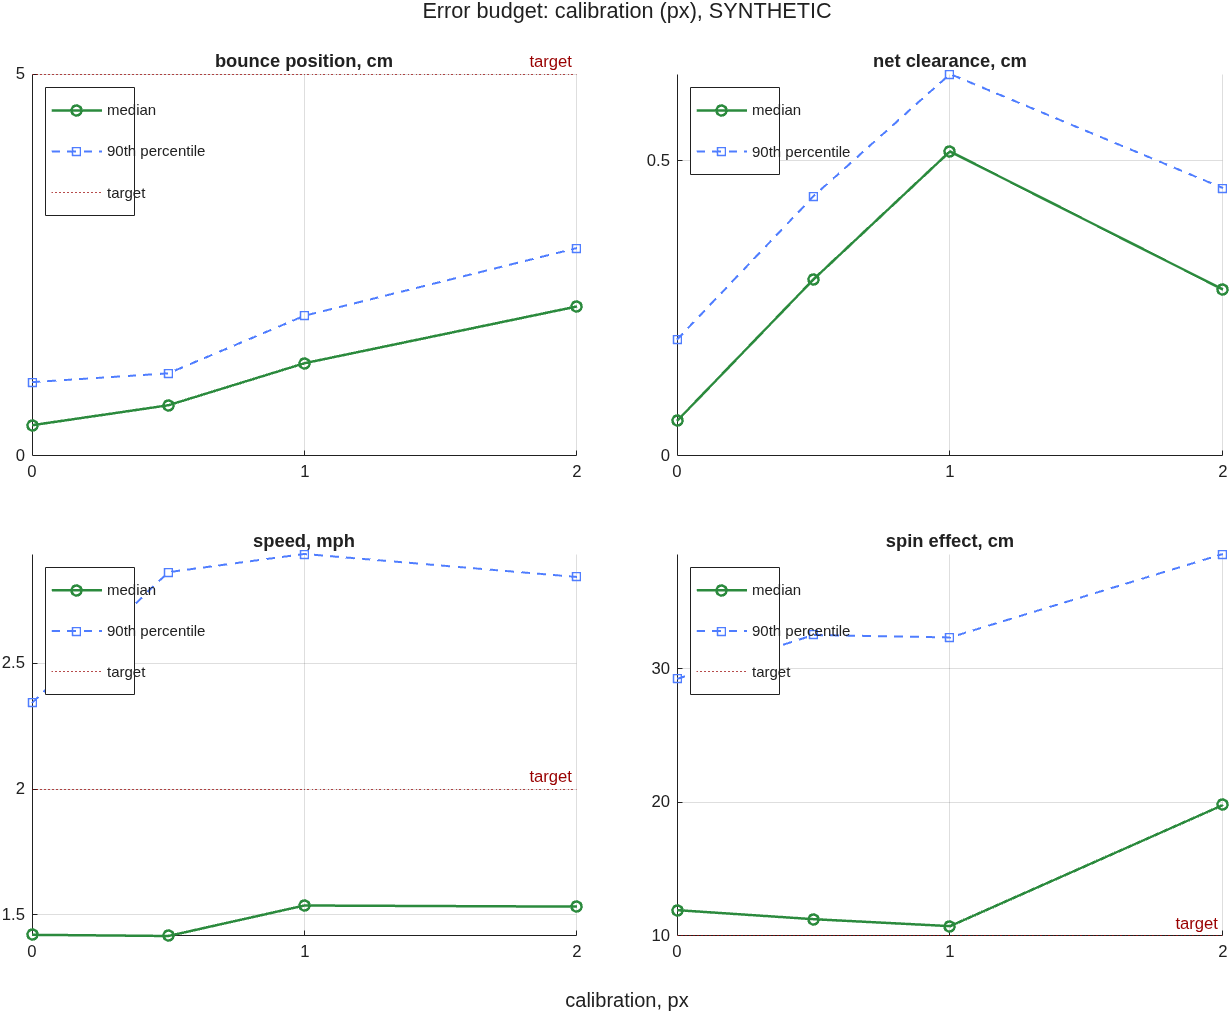 Error budget: calibration (px), SYNTHETIC
bounce position, cm
target
5
median
90th percentile
target
0
0 1 2
net clearance, cm
median
90th percentile
0.5
0
0 1 2
speed, mph
median
90th percentile
target
2.5
target
2
1.5
0 1 2
spin effect, cm
median
90th percentile
target
30
20
target
10
0 1 2
calibration, px